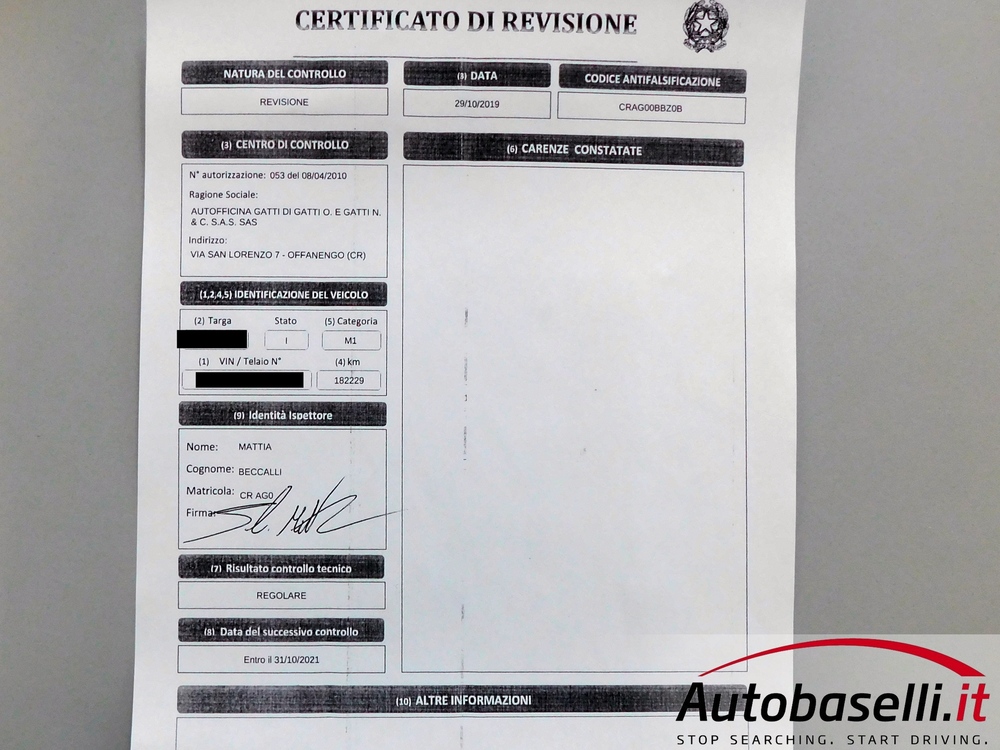 CERTIFICATO DI REVISIONE
NATURA DEL CONTROLLO
REVISIONE
(3) DATA
29/10/2019
CODICE ANTIFALSIFICAZIONE
CRAG00BBZ0B
(3) CENTRO DI CONTROLLO
N° autorizzazione: 053 del 08/04/2010
Ragione Sociale:
AUTOFFICINA GATTI DI GATTI O. E GATTI N.
& C. S.A.S. SAS
Indirizzo:
VIA SAN LORENZO 7 - OFFANENGO (CR)
(6) CARENZE CONSTATATE
(1,2,4,5) IDENTIFICAZIONE DEL VEICOLO
(2) Targa Stato (5) Categoria
I M1
(1) VIN / Telaio N° (4) km
182229
(9) Identità Ispettore
Nome: MATTIA
Cognome: BECCALLI
Matricola: CR AG0
Firma:
(7) Risultato controllo tecnico
REGOLARE
(8) Data del successivo controllo
Entro il 31/10/2021
(10) ALTRE INFORMAZIONI
Autobaselli.it
STOP SEARCHING. START DRIVING.